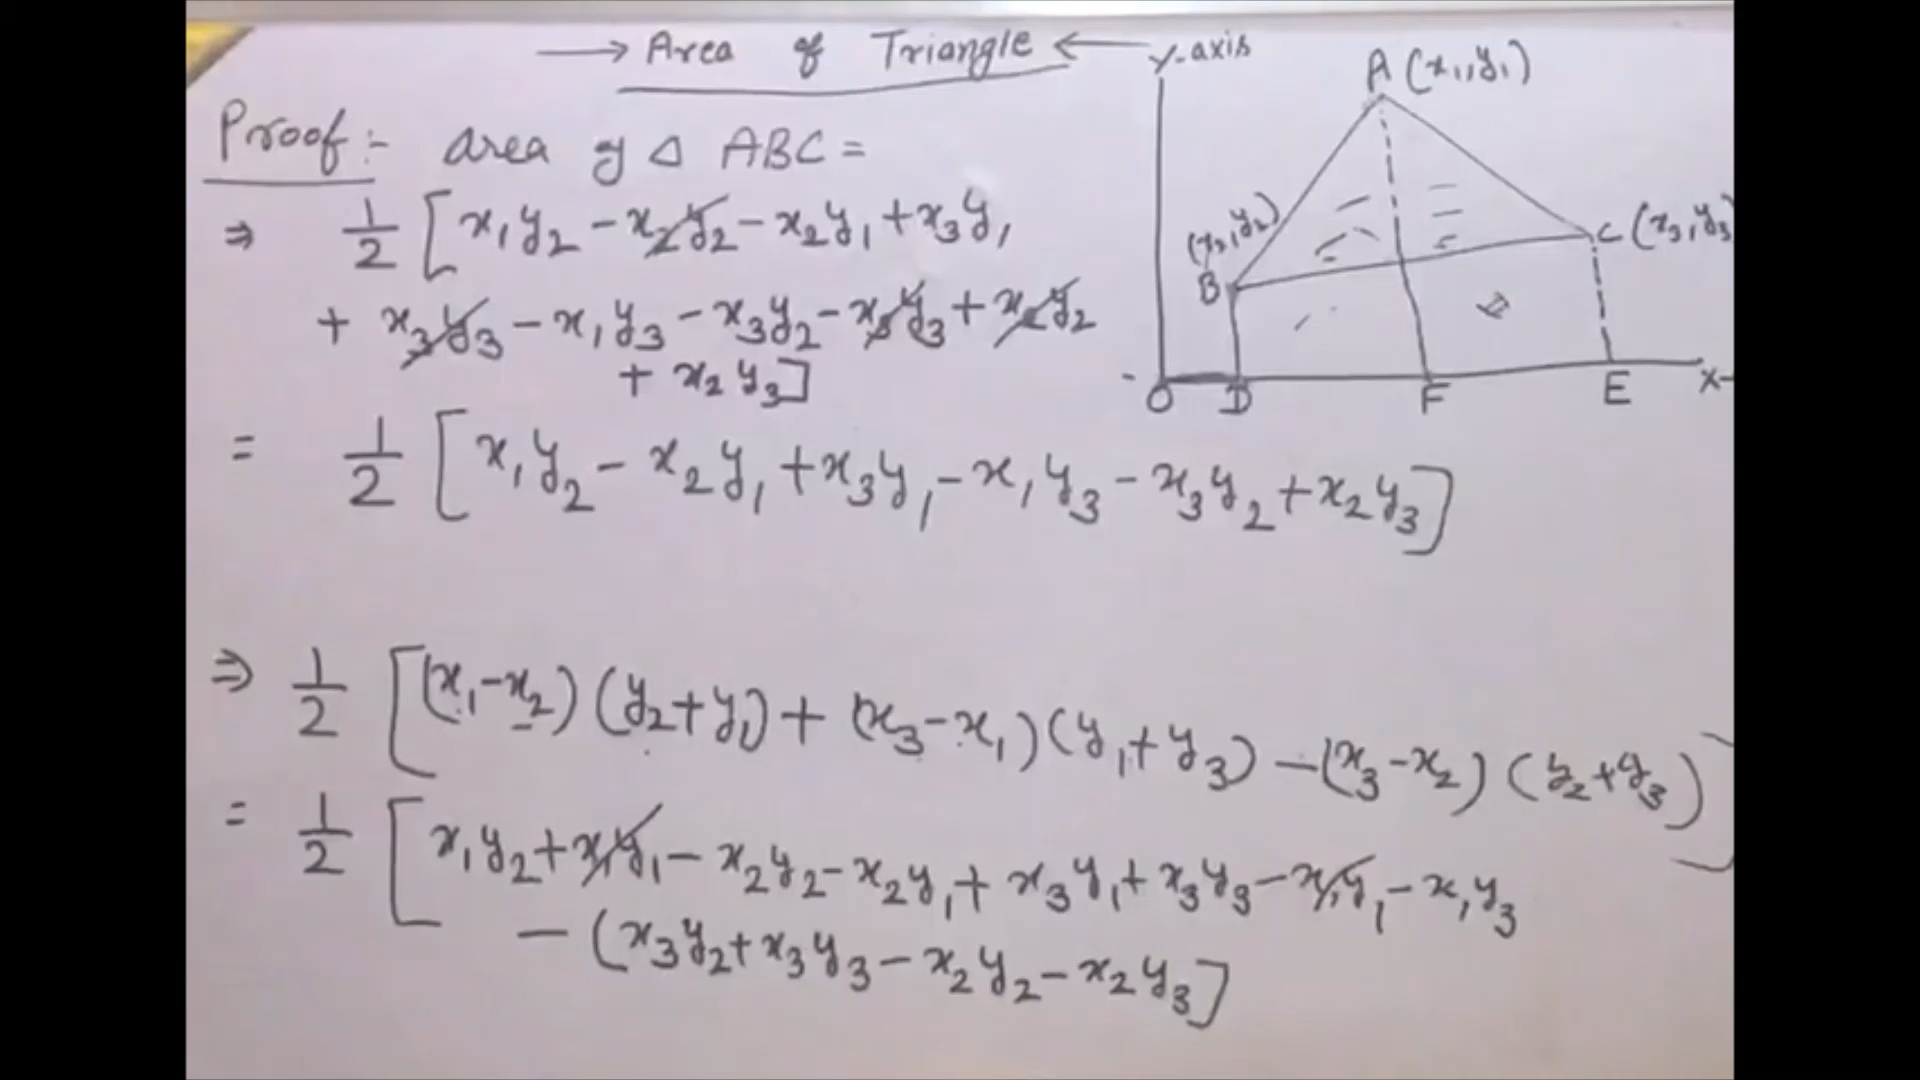 → Area of Triangle ←
y-axis
A (x₁,y₁)
Proof:- area of △ ABC =
⇒ 1/2 [x₁y₂ - x₂y₂ - x₂y₁ + x₃y₁
(x₂,y₂)
C (x₃,y₃)
B
+ x₃y₃ - x₁y₃ - x₃y₂ - x₃y₃ + x₂y₂
+ x₂y₃]
O D F E X-
= 1/2 [x₁y₂ - x₂y₁ + x₃y₁ - x₁y₃ - x₃y₂ + x₂y₃]
⇒ 1/2 [(x₁-x₂)(y₂+y₁) + (x₃-x₁)(y₁+y₃) - (x₃-x₂)(y₂+y₃)]
= 1/2 [x₁y₂ + x₁y₁ - x₂y₂ - x₂y₁ + x₃y₁ + x₃y₃ - x₁y₁ - x₁y₃
- (x₃y₂ + x₃y₃ - x₂y₂ - x₂y₃]